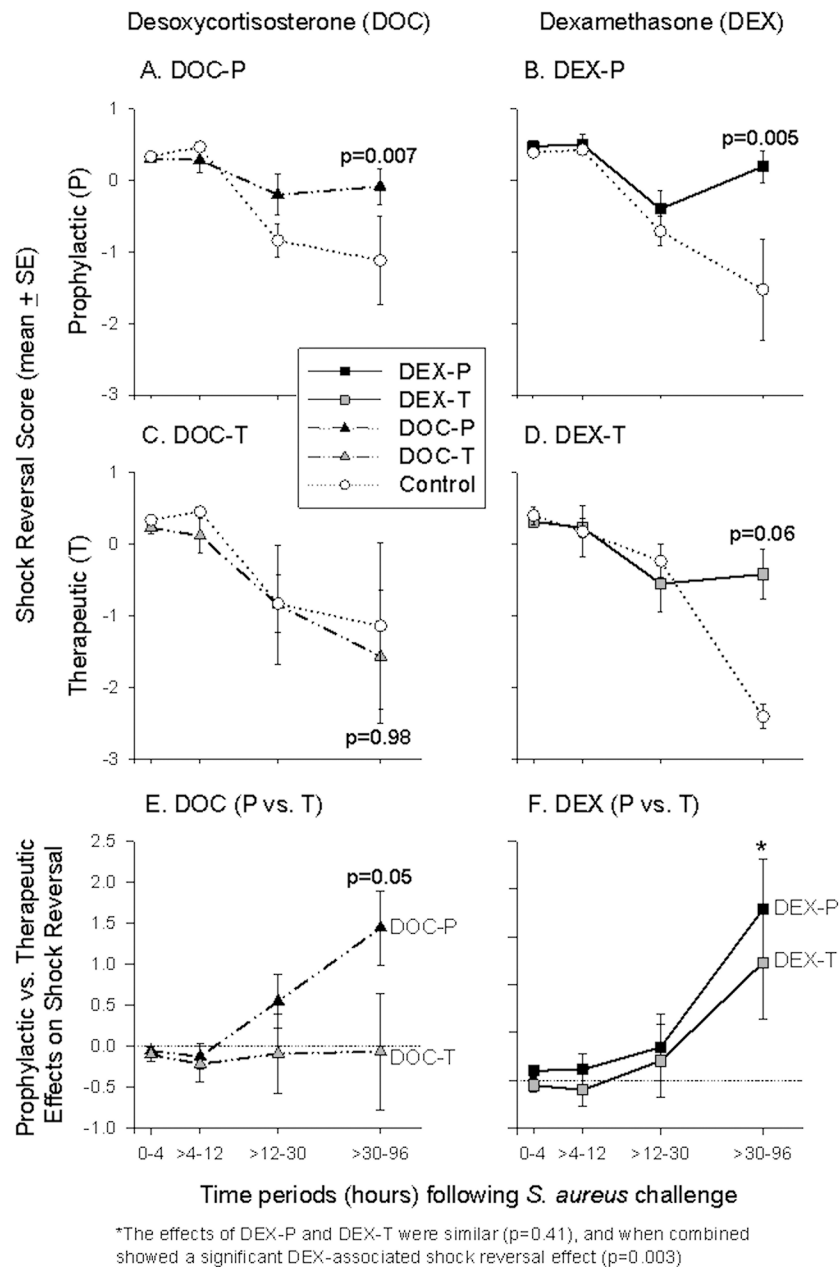 Desoxycortisosterone (DOC)
Dexamethasone (DEX)
A. DOC-P
B. DEX-P
Shock Reversal Score (mean ± SE)
Prophylactic (P)
1
0
-1
-2
-3
p=0.007
p=0.005
DEX-P
DEX-T
DOC-P
DOC-T
Control
C. DOC-T
D. DEX-T
Therapeutic (T)
1
0
-1
-2
-3
p=0.98
p=0.06
E. DOC (P vs. T)
F. DEX (P vs. T)
Prophylactic vs. Therapeutic
Effects on Shock Reversal
2.5
2.0
1.5
1.0
0.5
0.0
-0.5
-1.0
p=0.05
DOC-P
DOC-T
*
DEX-P
DEX-T
0-4 >4-12 >12-30 >30-96
0-4 >4-12 >12-30 >30-96
Time periods (hours) following S. aureus challenge
*The effects of DEX-P and DEX-T were similar (p=0.41), and when combined
showed a significant DEX-associated shock reversal effect (p=0.003)